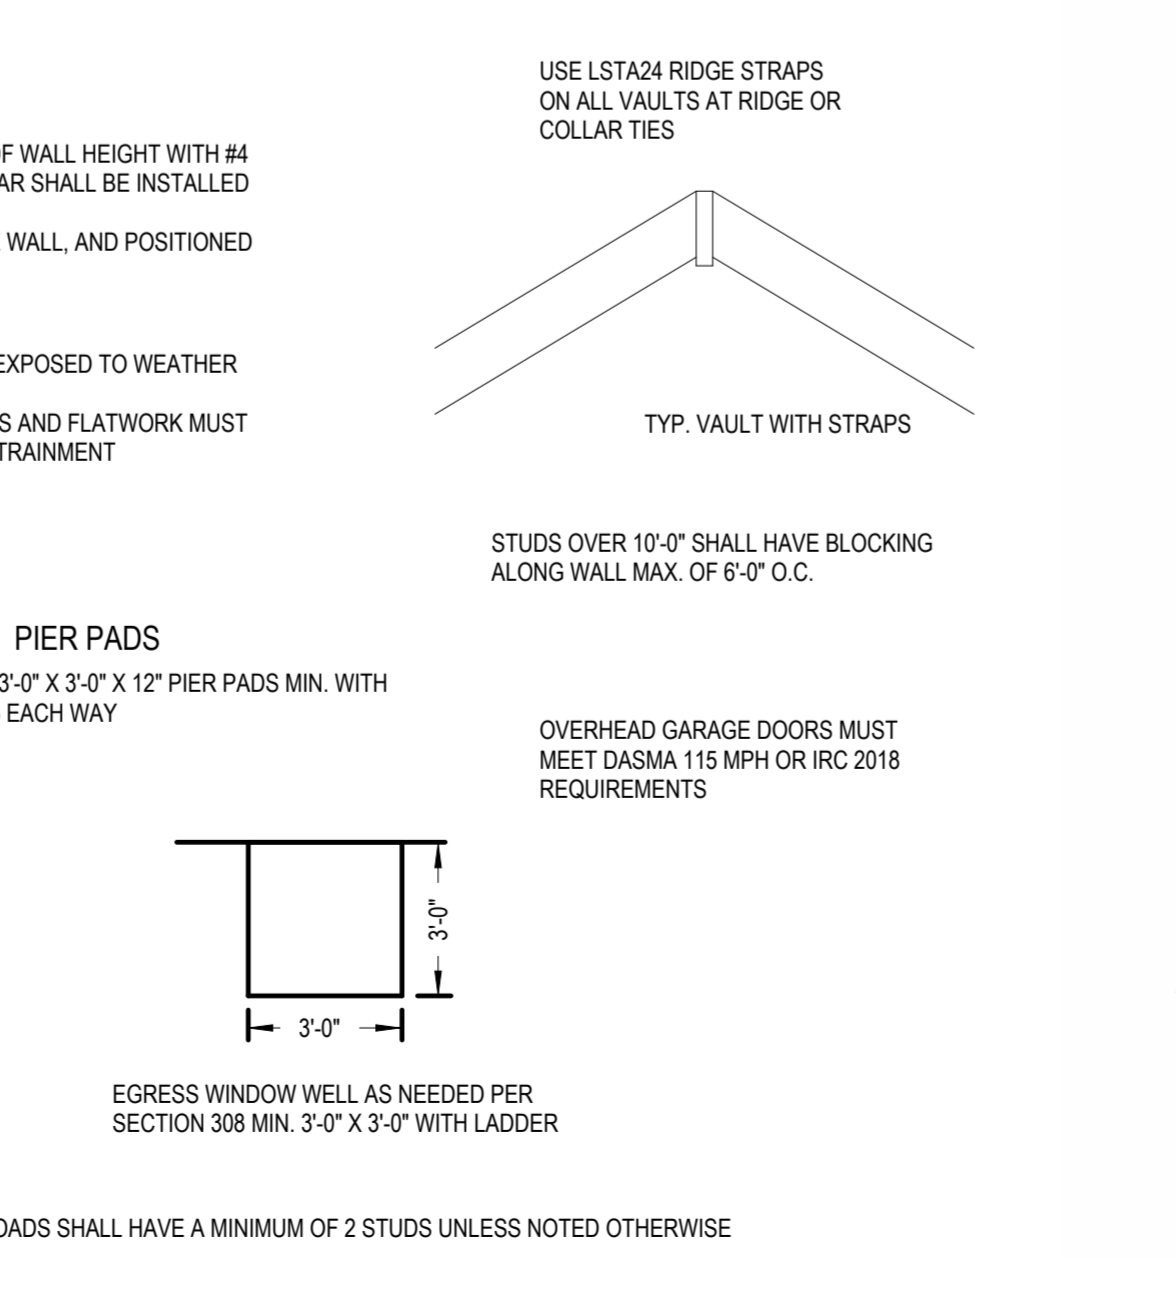 USE LSTA24 RIDGE STRAPS
ON ALL VAULTS AT RIDGE OR
COLLAR TIES
WALL HEIGHT WITH #4
SHALL BE INSTALLED
WALL, AND POSITIONED
EXPOSED TO WEATHER
AND FLATWORK MUST
TYP. VAULT WITH STRAPS
STUDS OVER 10'-0" SHALL HAVE BLOCKING
ALONG WALL MAX. OF 6'-0" O.C.
PIER PADS
3'-0" X 3'-0" X 12" PIER PADS MIN. WITH
EACH WAY
OVERHEAD GARAGE DOORS MUST
MEET DASMA 115 MPH OR IRC 2018
REQUIREMENTS
3'-0"
3'-0"
EGRESS WINDOW WELL AS NEEDED PER
SECTION 308 MIN. 3'-0" X 3'-0" WITH LADDER
SHALL HAVE A MINIMUM OF 2 STUDS UNLESS NOTED OTHERWISE